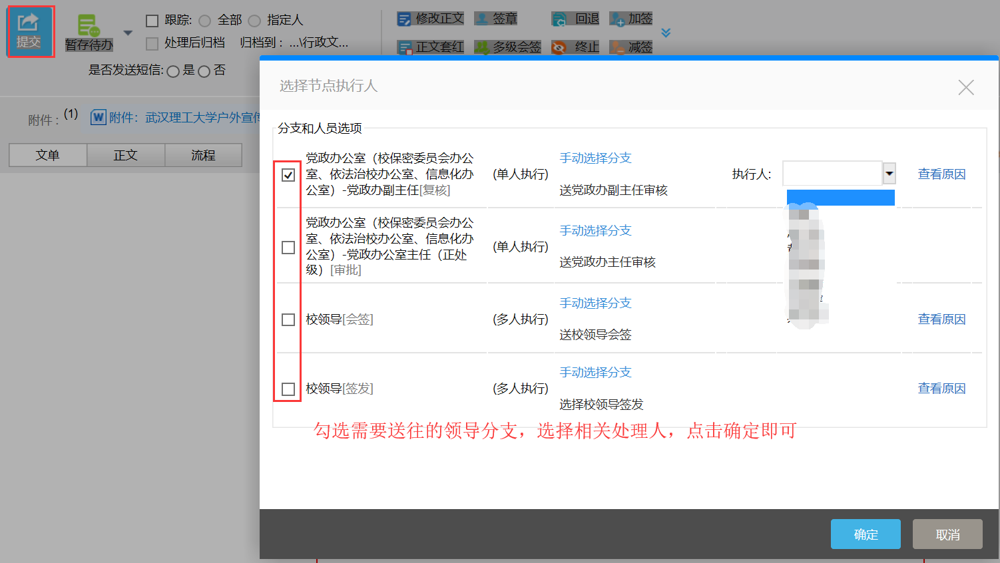 提交
暂存待办
跟踪: 全部 指定人
处理后归档 归档到：...\行政文...
是否发送短信: 是 否
修改正文 签章 回退 加签
正文套红 多级会签 终止 减签
附件：(1) 附件：武汉理工大学户外宣传
文单 正文 流程
选择节点执行人
分支和人员选项
党政办公室（校保密委员会办公
室、依法治校办公室、信息化办
公室）-党政办副主任[复核]
(单人执行)
手动选择分支
送党政办副主任审核
执行人:
查看原因
党政办公室（校保密委员会办公
室、依法治校办公室、信息化办
公室）-党政办公室主任（正处
级）[审批]
(单人执行)
手动选择分支
送党政办主任审核
校领导[会签]
(多人执行)
手动选择分支
送校领导会签
查看原因
校领导[签发]
(多人执行)
手动选择分支
选择校领导签发
查看原因
勾选需要送往的领导分支，选择相关处理人，点击确定即可
确定 取消